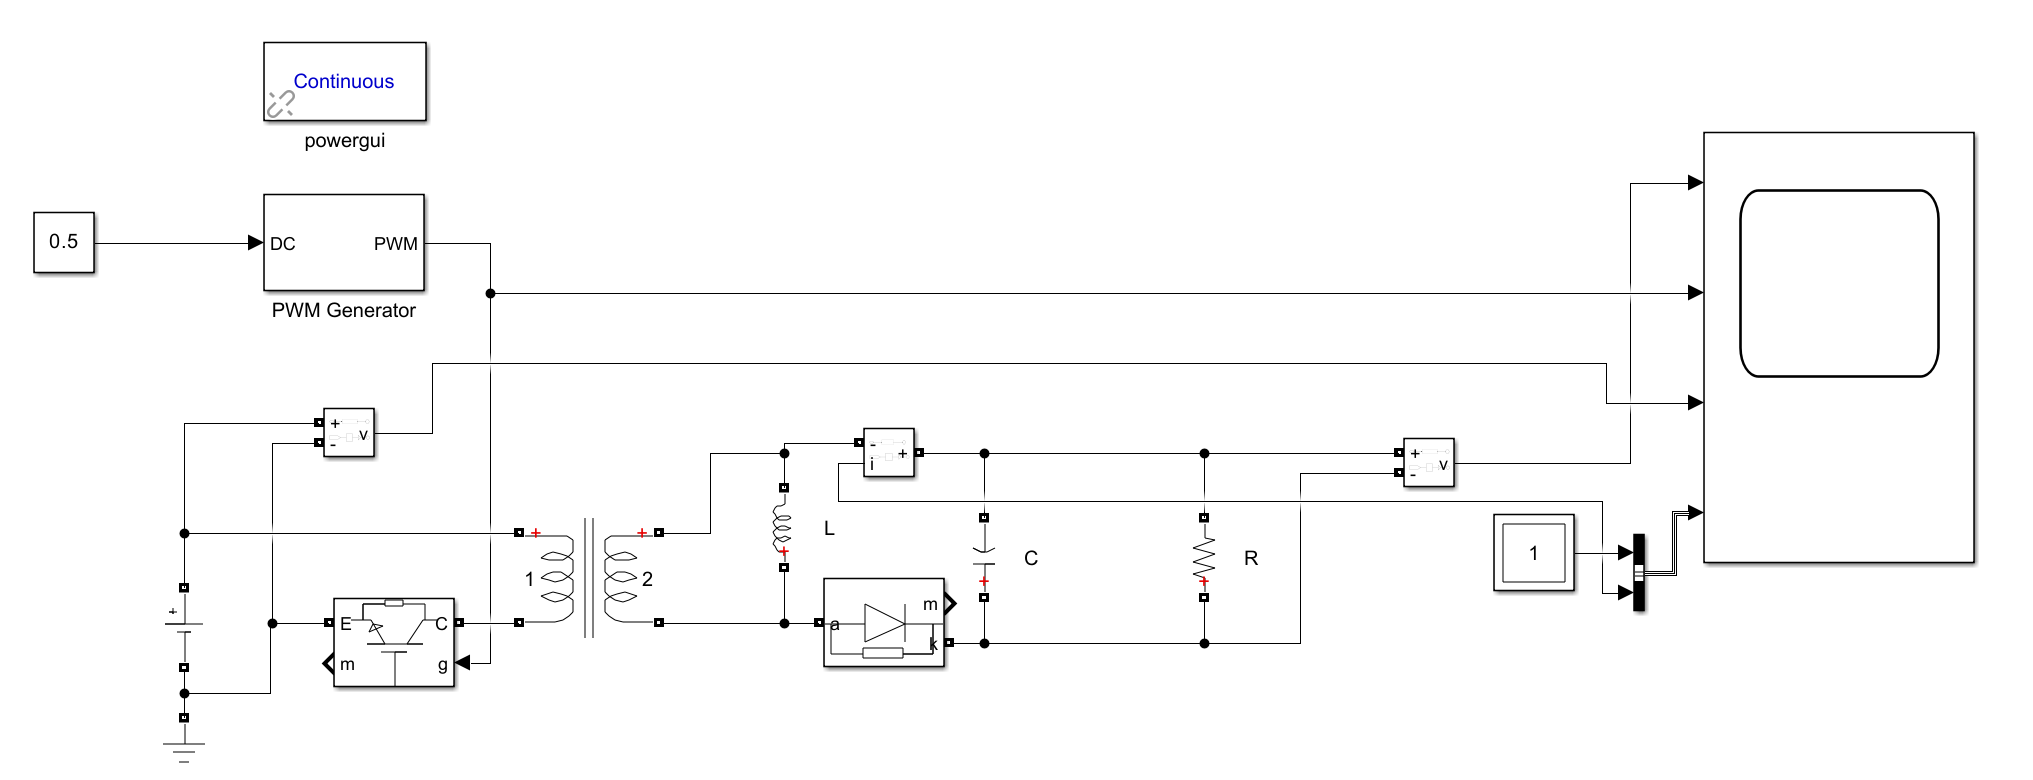 Continuous
powergui
0.5
DC
PWM
PWM Generator
+
-
v
-
+
i
+
-
v
+
+
L
+
1
2
C
R
1
+
+
+
E
C
m
g
a
m
k